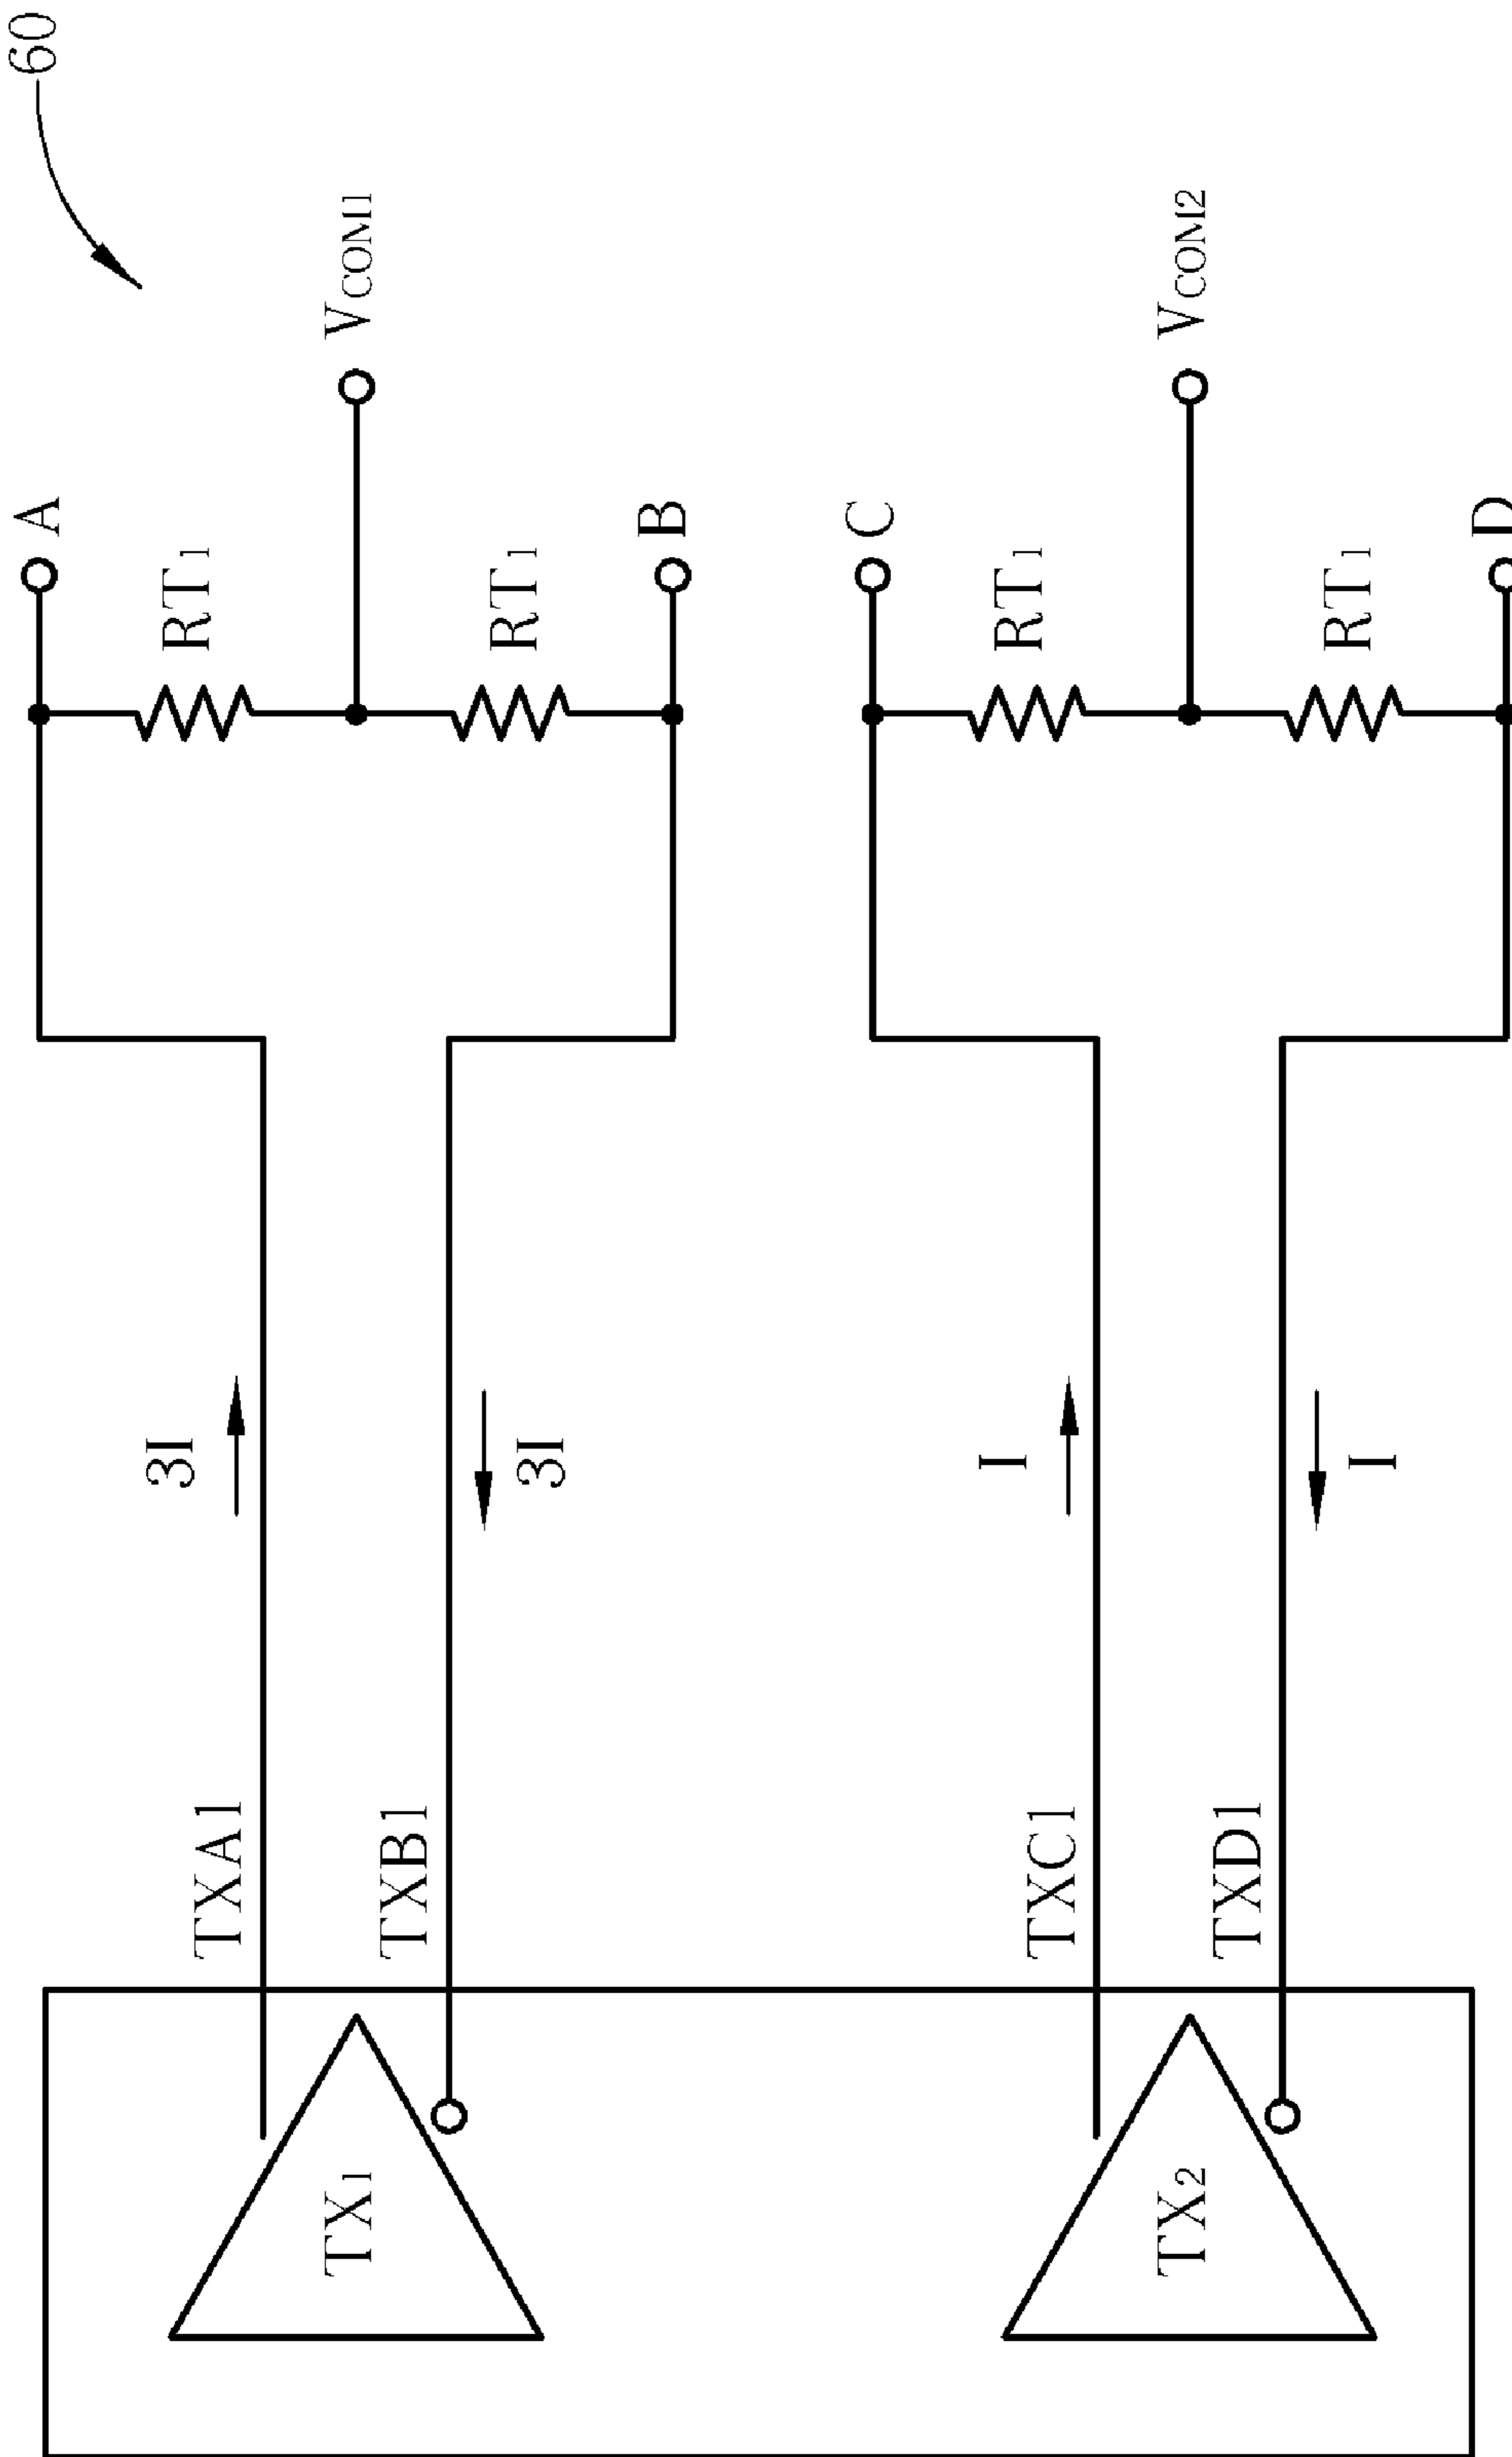 60
A
RT1
VCOM1
RT1
B
3I
3I
TXA1
TXB1
TX1
C
RT1
VCOM2
RT1
D
I
I
TXC1
TXD1
TX2